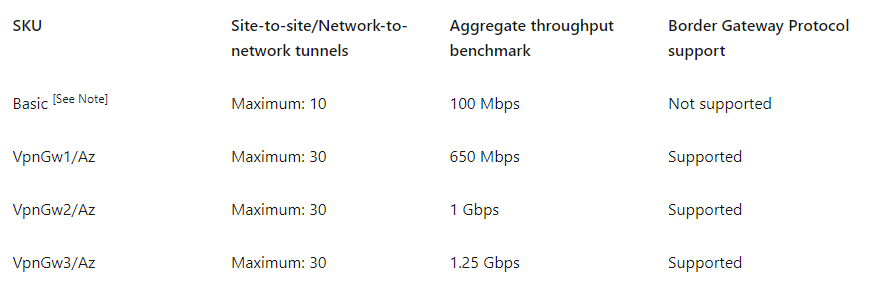 SKU Site-to-site/Network-to-network tunnels Aggregate throughput benchmark Border Gateway Protocol support
Basic [See Note] Maximum: 10 100 Mbps Not supported
VpnGw1/Az Maximum: 30 650 Mbps Supported
VpnGw2/Az Maximum: 30 1 Gbps Supported
VpnGw3/Az Maximum: 30 1.25 Gbps Supported